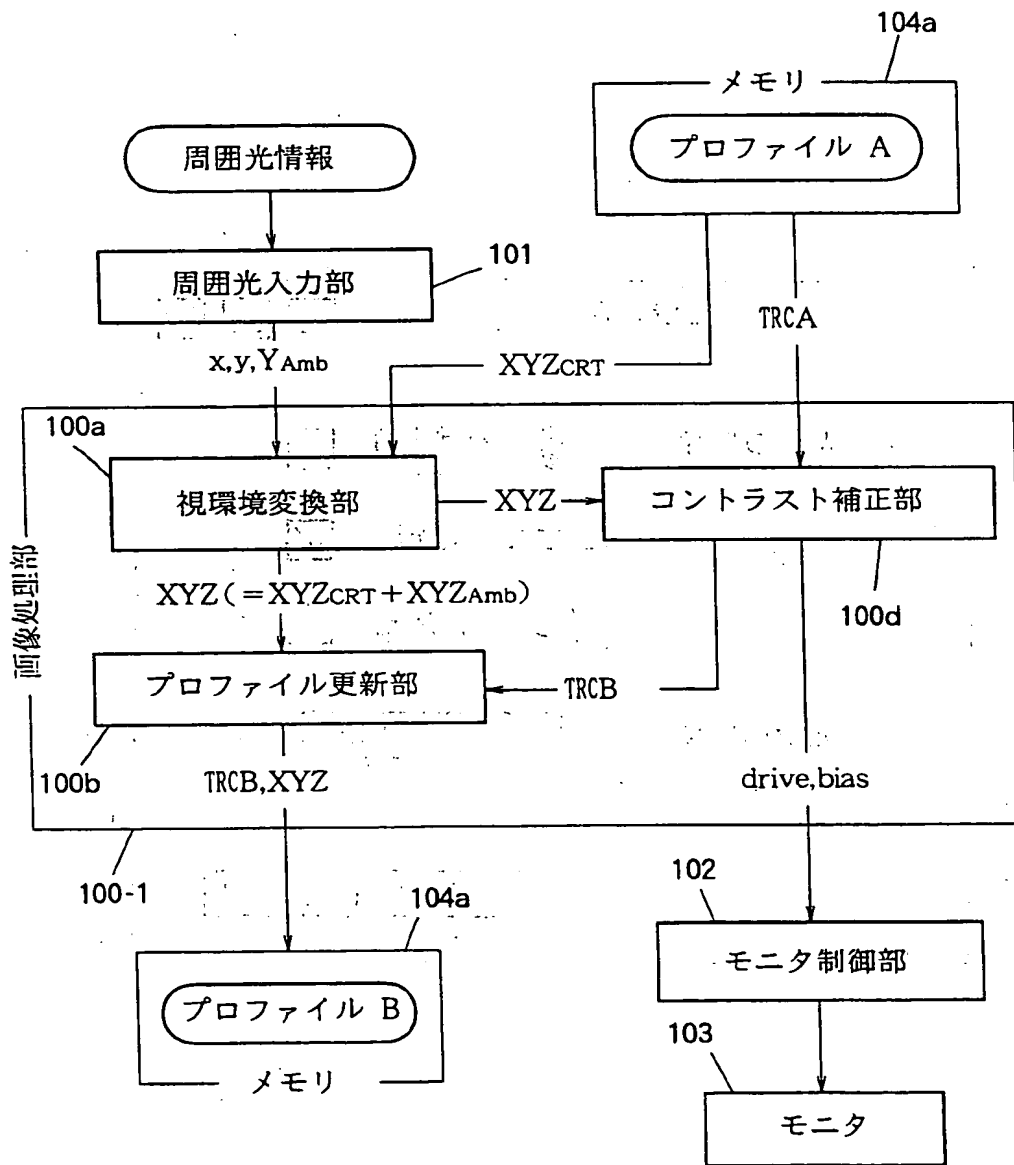 104a
メモリ
プロファイル A
周囲光情報
周囲光入力部
101
TRCA
x,y,YAmb
XYZCRT
100a
視環境変換部
XYZ
コントラスト補正部
画像処理部
XYZ(=XYZCRT+XYZAmb)
100d
プロファイル更新部
TRCB
100b
TRCB,XYZ
drive,bias
100-1
104a
102
プロファイル B
メモリ
モニタ制御部
103
モニタ